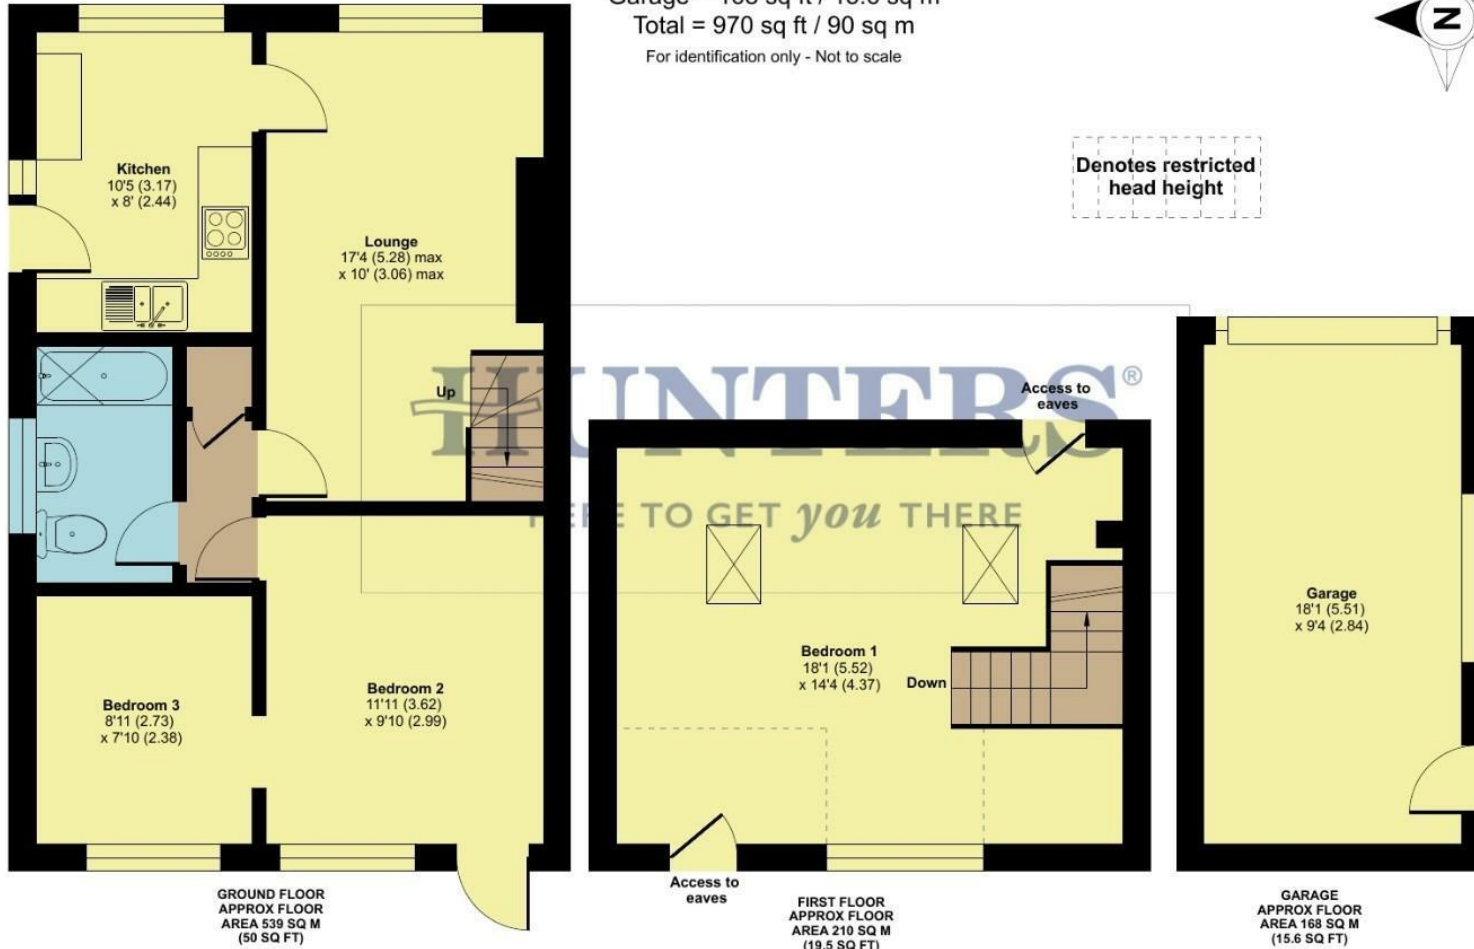 Total = 970 sq ft / 90 sq m
For identification only - Not to scale
N
Denotes restricted
head height
Kitchen
10'5 (3.17)
x 8' (2.44)
Lounge
17'4 (5.28) max
x 10' (3.06) max
Up
HUNTERS®
HERE TO GET you THERE
Access to
eaves
Bedroom 1
18'1 (5.52)
x 14'4 (4.37)
Down
Garage
18'1 (5.51)
x 9'4 (2.84)
Bedroom 3
8'11 (2.73)
x 7'10 (2.38)
Bedroom 2
11'11 (3.62)
x 9'10 (2.99)
Access to
eaves
GROUND FLOOR
APPROX FLOOR
AREA 539 SQ M
(50 SQ FT)
FIRST FLOOR
APPROX FLOOR
AREA 210 SQ M
(19.5 SQ FT)
GARAGE
APPROX FLOOR
AREA 168 SQ M
(15.6 SQ FT)